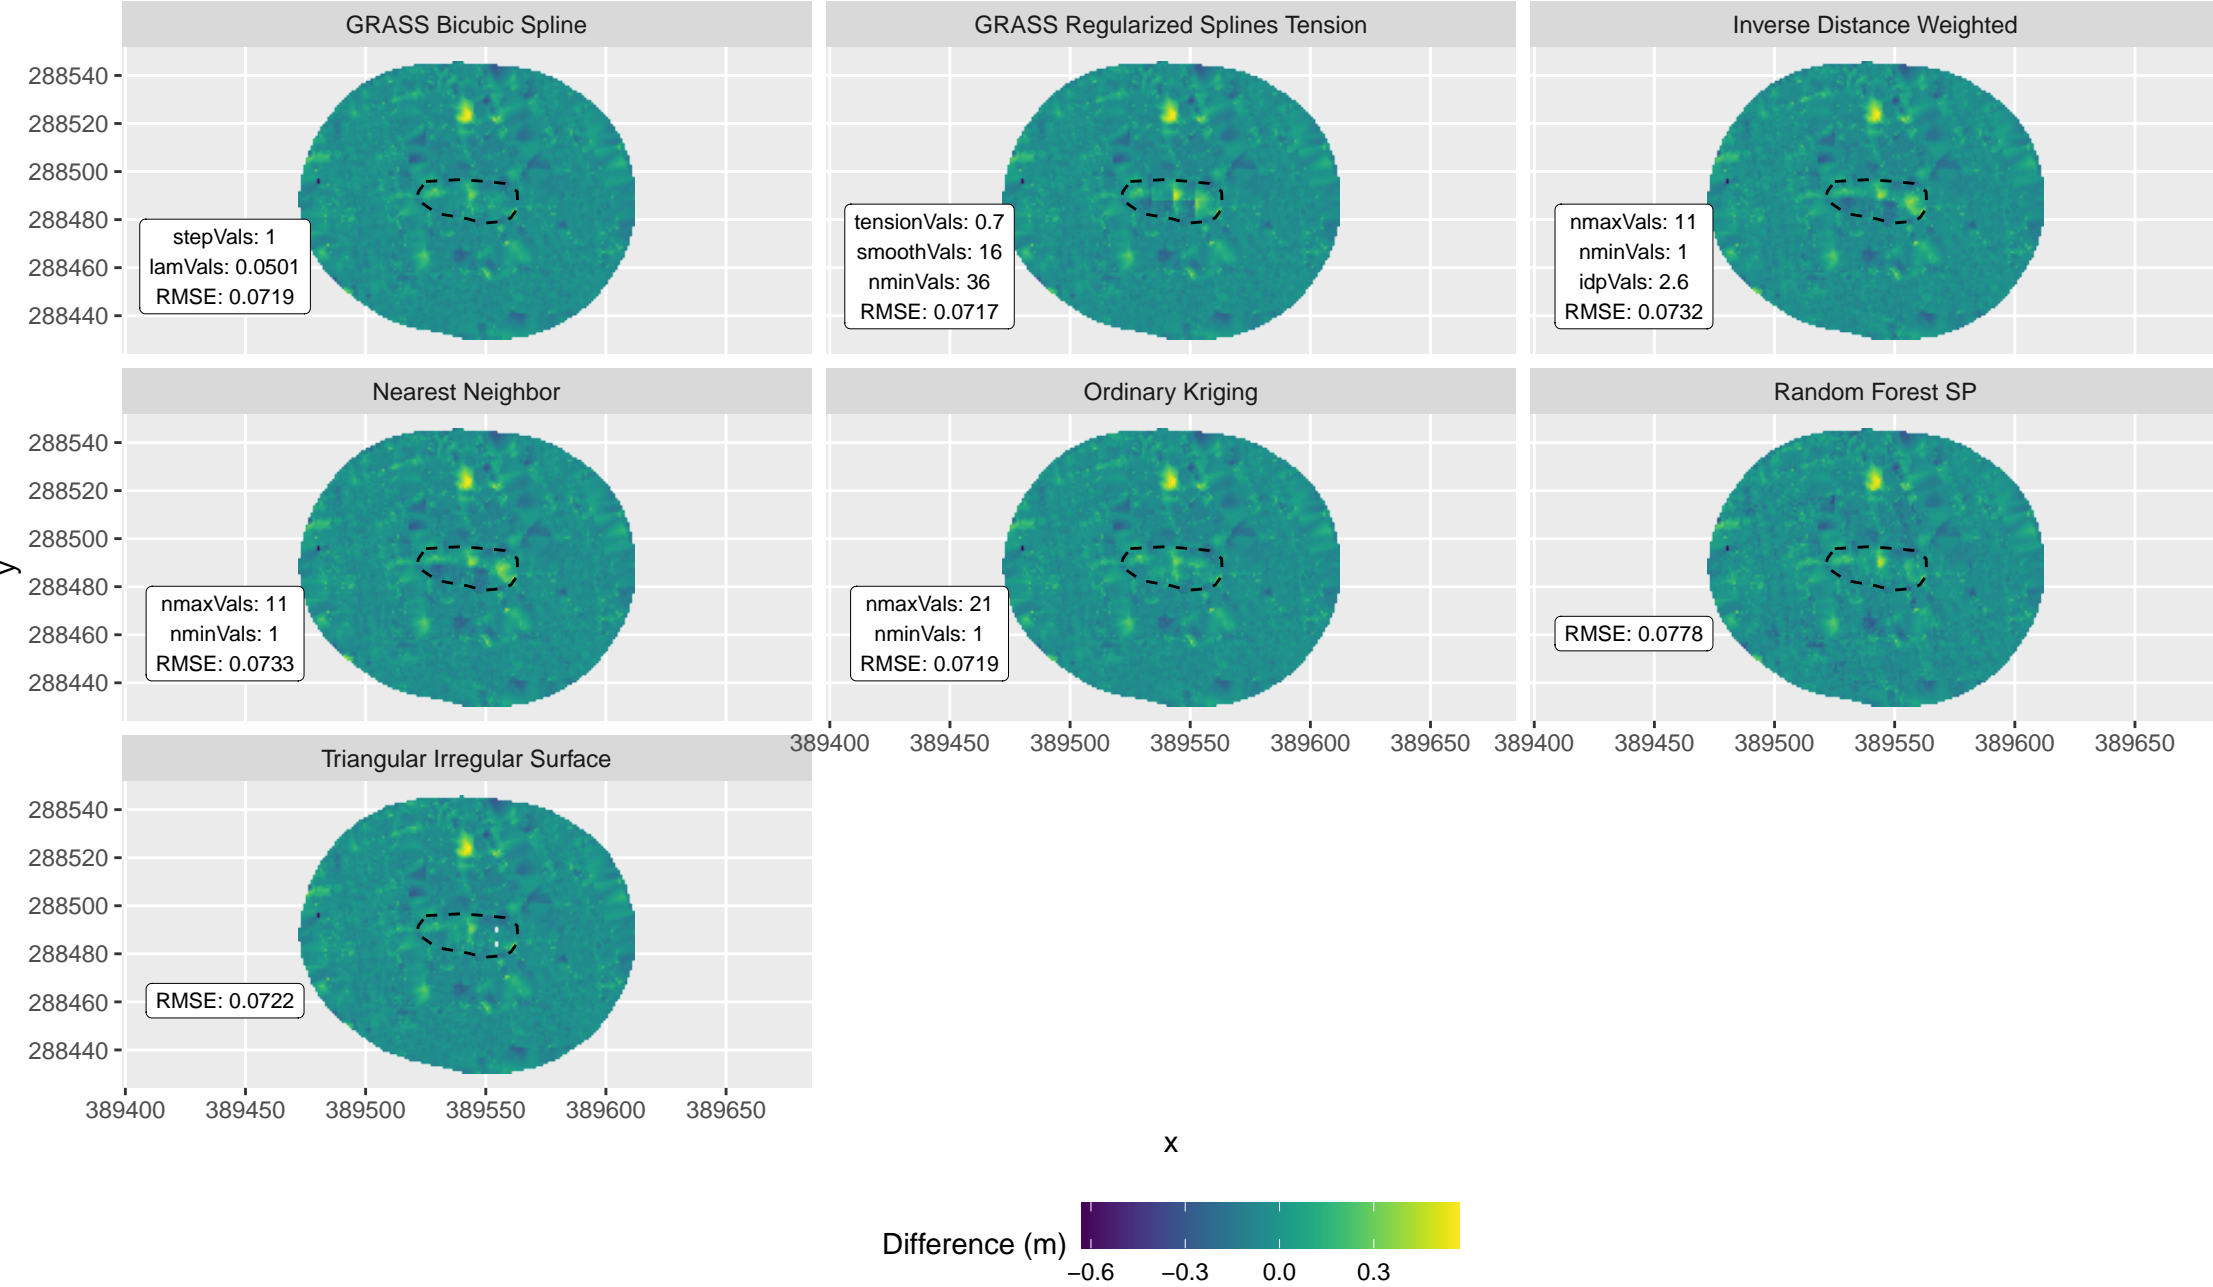 GRASS Bicubic Spline
GRASS Regularized Splines Tension
Inverse Distance Weighted
288540
288520
288500
288480
288460
288440
stepVals: 1
lamVals: 0.0501
RMSE: 0.0719
tensionVals: 0.7
smoothVals: 16
nminVals: 36
RMSE: 0.0717
nmaxVals: 11
nminVals: 1
idpVals: 2.6
RMSE: 0.0732
Nearest Neighbor
Ordinary Kriging
Random Forest SP
288540
288520
288500
288480
288460
288440
y
nmaxVals: 11
nminVals: 1
RMSE: 0.0733
nmaxVals: 21
nminVals: 1
RMSE: 0.0719
RMSE: 0.0778
389400 389450 389500 389550 389600 389650
389400 389450 389500 389550 389600 389650
Triangular Irregular Surface
288540
288520
288500
288480
288460
288440
RMSE: 0.0722
389400 389450 389500 389550 389600 389650
x
Difference (m)
−0.6 −0.3 0.0 0.3